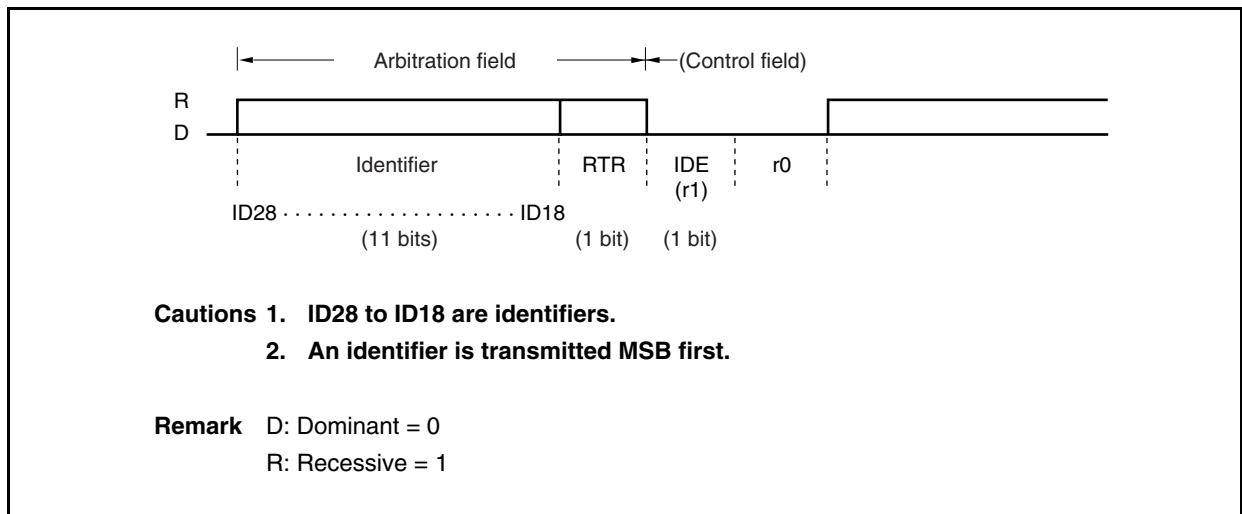 Arbitration field (Control field)
R
D
Identifier RTR IDE r0
(r1)
ID28 · · · · · · · · · · · · · · · · · · · · ID18
(11 bits) (1 bit) (1 bit)
Cautions 1. ID28 to ID18 are identifiers.
2. An identifier is transmitted MSB first.
Remark D: Dominant = 0
R: Recessive = 1